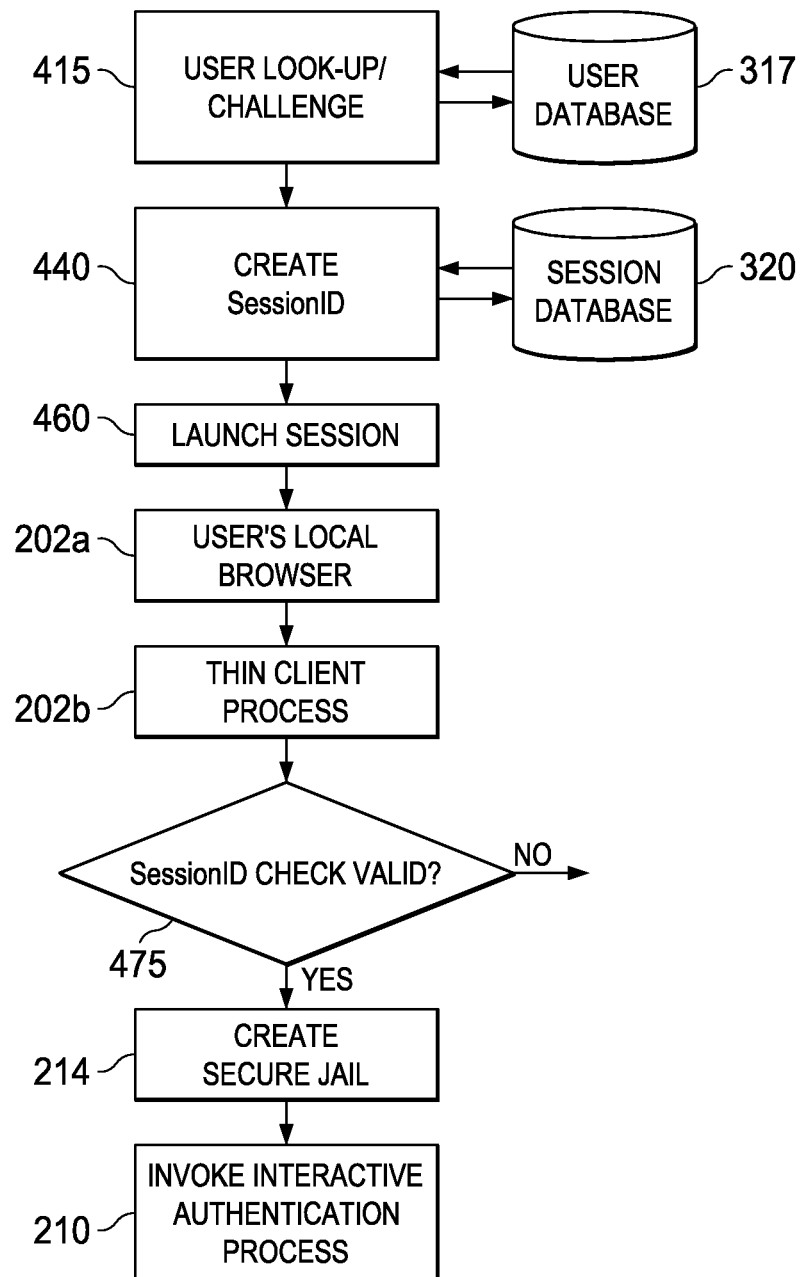 415
USER LOOK-UP/
CHALLENGE
USER
DATABASE
317
440
CREATE
SessionID
SESSION
DATABASE
320
460
LAUNCH SESSION
202a
USER'S LOCAL
BROWSER
202b
THIN CLIENT
PROCESS
SessionID CHECK VALID?
NO
475
YES
214
CREATE
SECURE JAIL
210
INVOKE INTERACTIVE
AUTHENTICATION
PROCESS